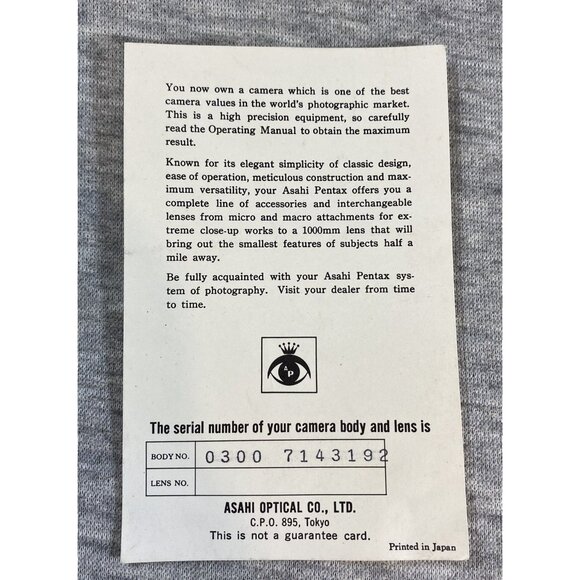 You now own a camera which is one of the best
camera values in the world's photographic market.
This is a high precision equipment, so carefully
read the Operating Manual to obtain the maximum
result.
Known for its elegant simplicity of classic design,
ease of operation, meticulous construction and max-
imum versatility, your Asahi Pentax offers you a
complete line of accessories and interchangeable
lenses from micro and macro attachments for ex-
treme close-up works to a 1000mm lens that will
bring out the smallest features of subjects half a
mile away.
Be fully acquainted with your Asahi Pentax sys-
tem of photography. Visit your dealer from time
to time.
A P
The serial number of your camera body and lens is
BODY NO. 0300 7143192
LENS NO.
ASAHI OPTICAL CO., LTD.
C.P.O. 895, Tokyo
This is not a guarantee card.
Printed in Japan